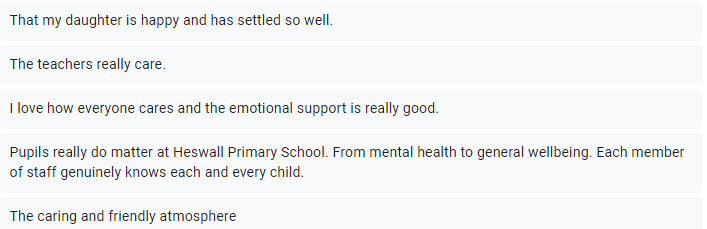 That my daughter is happy and has settled so well.
The teachers really care.
I love how everyone cares and the emotional support is really good.
Pupils really do matter at Heswall Primary School. From mental health to general wellbeing. Each member
of staff genuinely knows each and every child.
The caring and friendly atmosphere